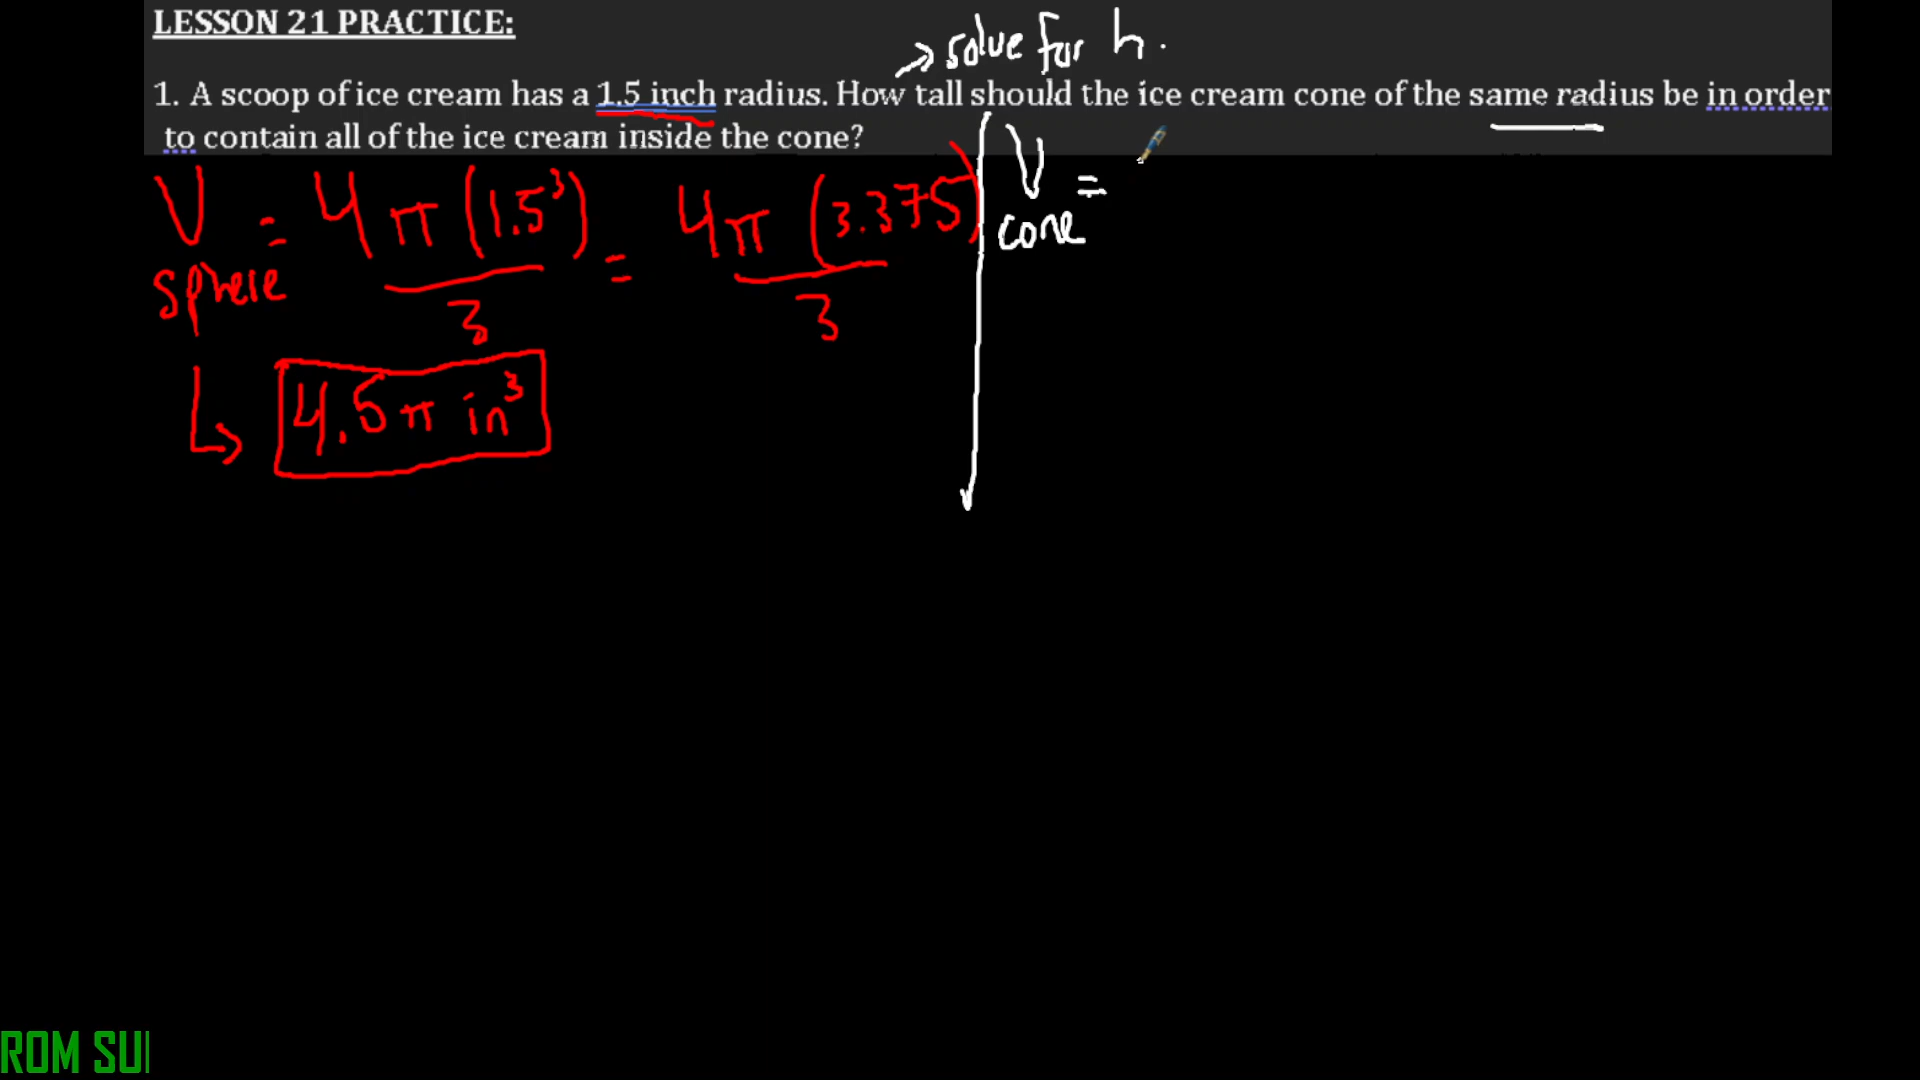 LESSON 21 PRACTICE:
→ solve for h.
1. A scoop of ice cream has a 1.5 inch radius. How tall should the ice cream cone of the same radius be in order
to contain all of the ice cream inside the cone?
V sphere = 4π(1.5³)/3 = 4π(3.375)/3
↳ 4.5π in³
V cone =
ROM SUI